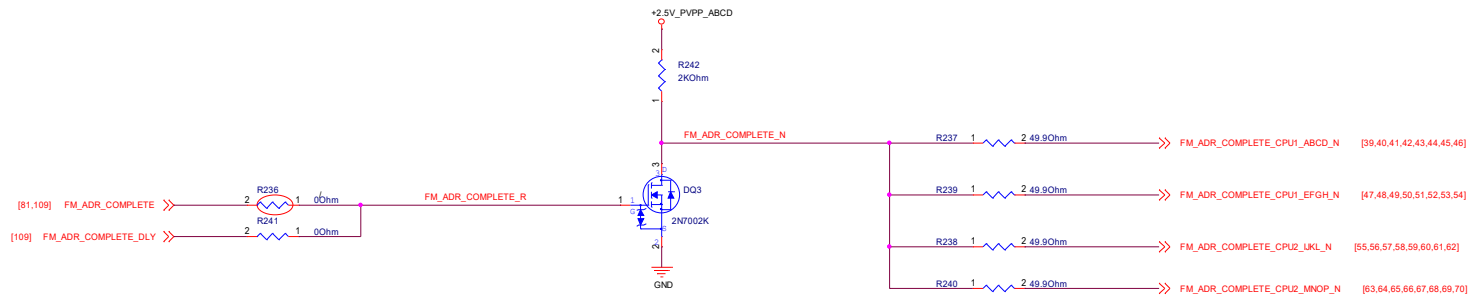 +2.5V_PVPP_ABCD
2
R242
2KOhm
1
FM_ADR_COMPLETE_N
R237 1 2 49.9Ohm FM_ADR_COMPLETE_CPU1_ABCD_N [39,40,41,42,43,44,45,46]
3
3 D
R236
DQ3
R239 1 2 49.9Ohm FM_ADR_COMPLETE_CPU1_EFGH_N [47,48,49,50,51,52,53,54]
[81,109] FM_ADR_COMPLETE 2 1 0Ohm FM_ADR_COMPLETE_R 1 1
G
2N7002K
R241
S
[109] FM_ADR_COMPLETE_DLY 2 1 0Ohm
2
2
R238 1 2 49.9Ohm FM_ADR_COMPLETE_CPU2_IJKL_N [55,56,57,58,59,60,61,62]
GND
R240 1 2 49.9Ohm FM_ADR_COMPLETE_CPU2_MNOP_N [63,64,65,66,67,68,69,70]